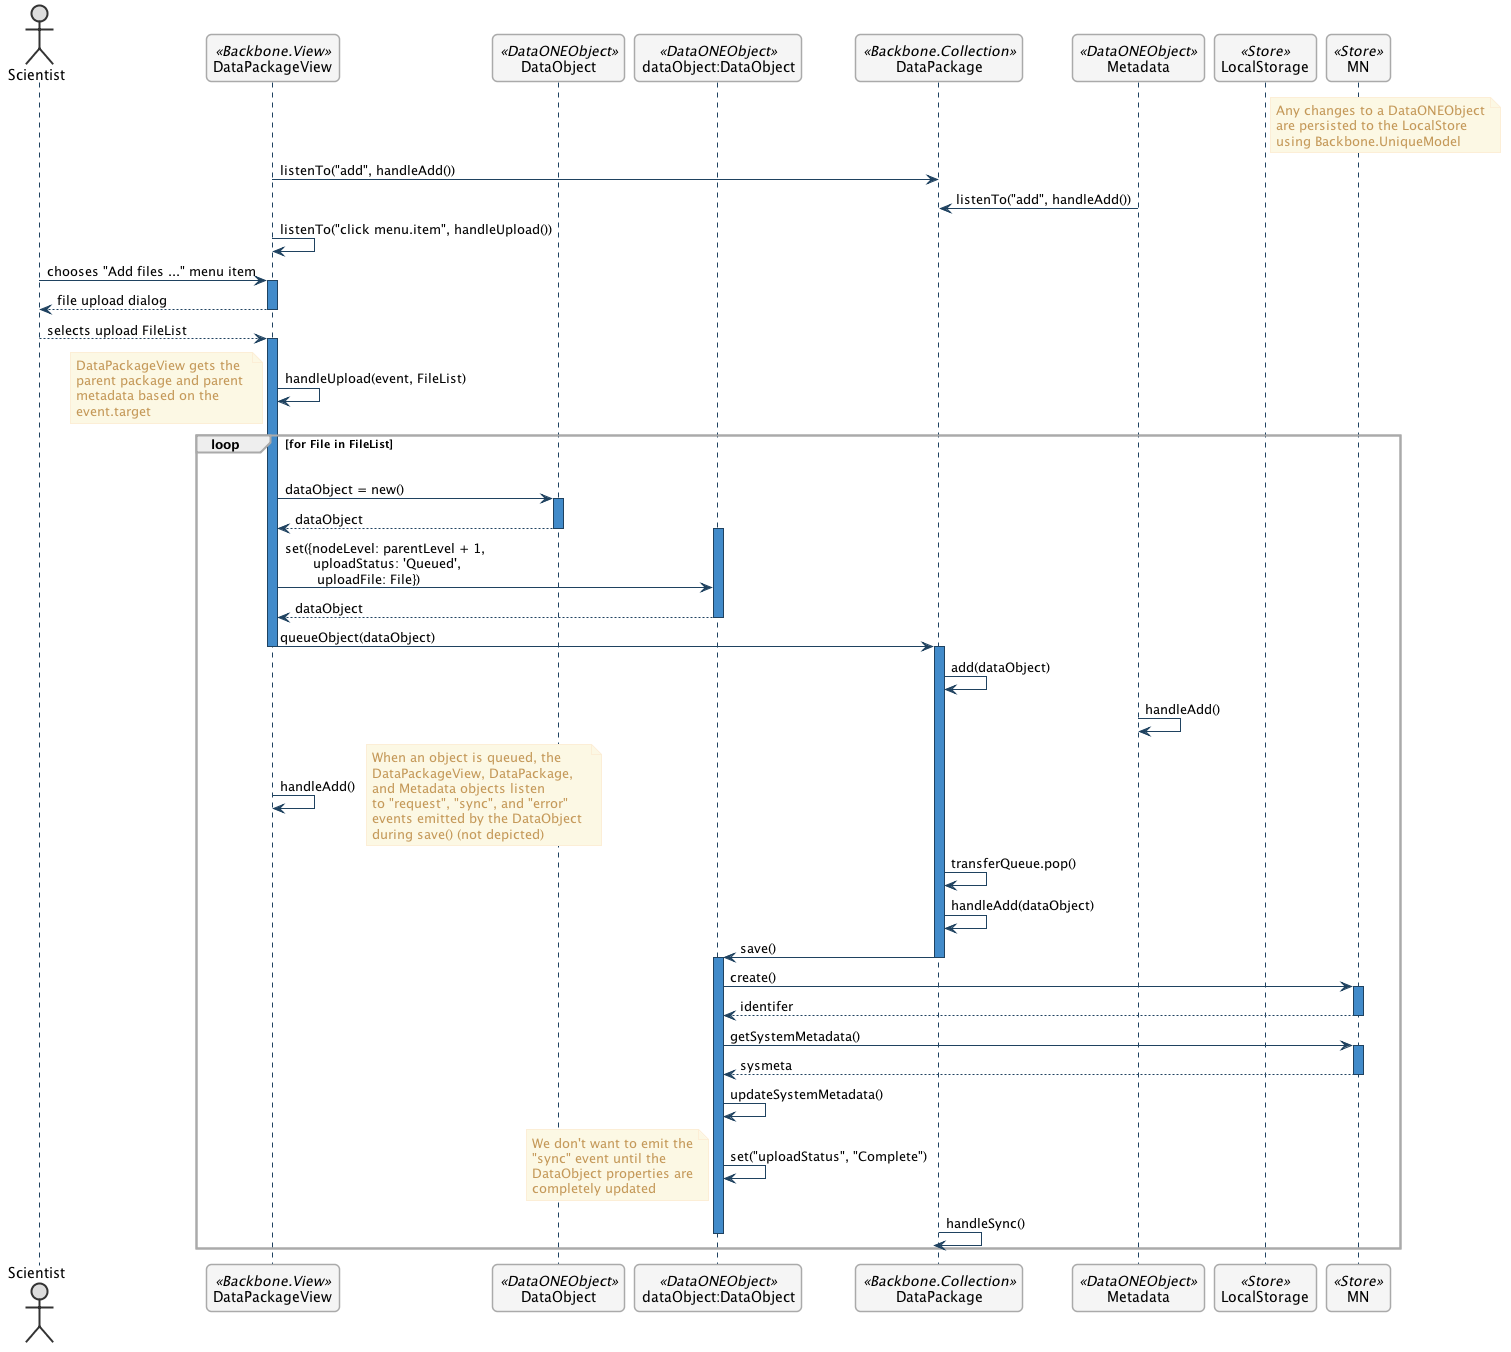 Scientist
«Backbone.View»
DataPackageView
«DataONEObject»
DataObject
«DataONEObject»
dataObject:DataObject
«Backbone.Collection»
DataPackage
«DataONEObject»
Metadata
«Store»
LocalStorage
«Store»
MN
Any changes to a DataONEObject
are persisted to the LocalStore
using Backbone.UniqueModel
listenTo("add", handleAdd())
listenTo("add", handleAdd())
listenTo("click menu.item", handleUpload())
chooses "Add files ..." menu item
file upload dialog
selects upload FileList
DataPackageView gets the
parent package and parent
metadata based on the
event.target
handleUpload(event, FileList)
loop
[for File in FileList]
dataObject = new()
dataObject
set({nodeLevel: parentLevel + 1,
uploadStatus: 'Queued',
uploadFile: File})
dataObject
queueObject(dataObject)
add(dataObject)
handleAdd()
When an object is queued, the
DataPackageView, DataPackage,
and Metadata objects listen
to "request", "sync", and "error"
events emitted by the DataObject
during save() (not depicted)
handleAdd()
transferQueue.pop()
handleAdd(dataObject)
save()
create()
identifer
getSystemMetadata()
sysmeta
updateSystemMetadata()
We don't want to emit the
"sync" event until the
DataObject properties are
completely updated
set("uploadStatus", "Complete")
handleSync()
Scientist
«Backbone.View»
DataPackageView
«DataONEObject»
DataObject
«DataONEObject»
dataObject:DataObject
«Backbone.Collection»
DataPackage
«DataONEObject»
Metadata
«Store»
LocalStorage
«Store»
MN